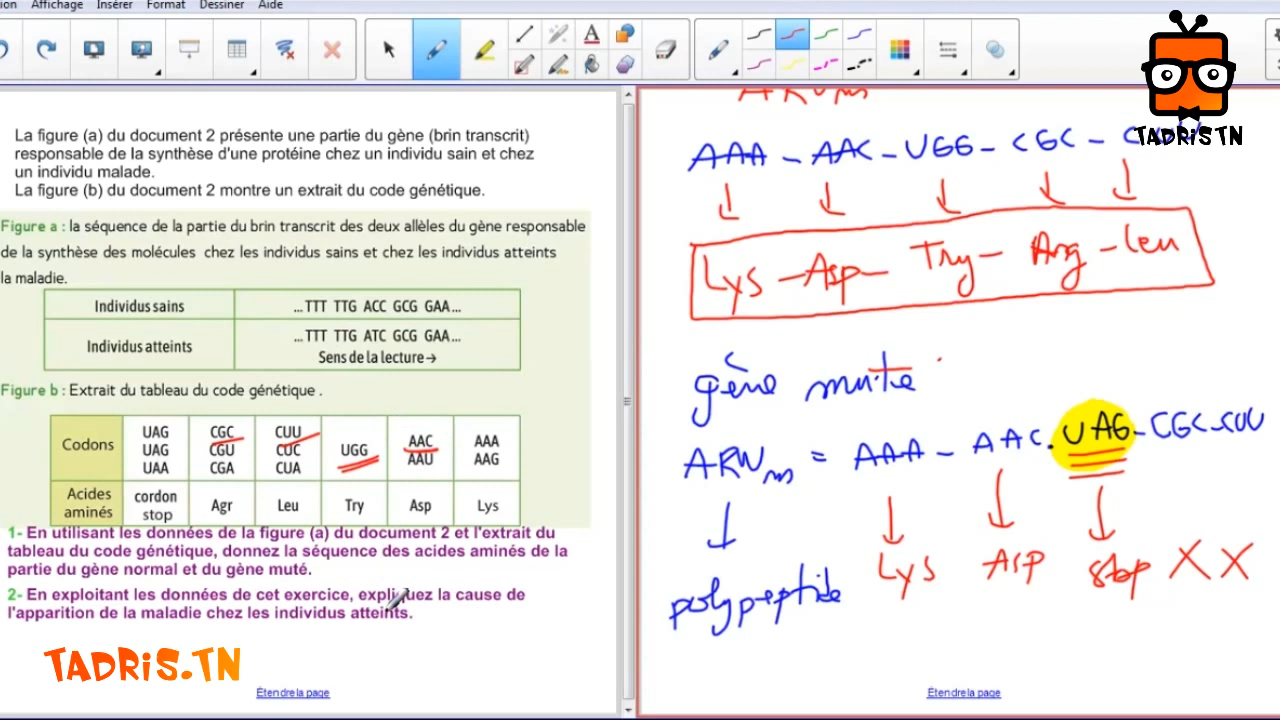 on Affichage Insérer Format Dessiner Aide
TADRIS.TN
La figure (a) du document 2 présente une partie du gène (brin transcrit)
responsable de la synthèse d'une protéine chez un individu sain et chez
un individu malade.
La figure (b) du document 2 montre un extrait du code génétique.
Figure a : la séquence de la partie du brin transcrit des deux allèles du gène responsable
de la synthèse des molécules chez les individus sains et chez les individus atteints
la maladie.
Individus sains ...TTT TTG ACC GCG GAA...
Individus atteints ...TTT TTG ATC GCG GAA...
Sens de la lecture→
Figure b : Extrait du tableau du code génétique .
Codons
UAG CGC CUU UGG AAC AAA
UAG CGU CUC AAU AAG
UAA CGA CUA
Acides aminés
cordon stop Agr Leu Try Asp Lys
1- En utilisant les données de la figure (a) du document 2 et l'extrait du
tableau du code génétique, donnez la séquence des acides aminés de la
partie du gène normal et du gène muté.
2- En exploitant les données de cet exercice, expliquez la cause de
l'apparition de la maladie chez les individus atteints.
TADRIS.TN
Étendre la page
AAA - AAC - UGG - CGC -
Lys - Asp - Try - Arg - Leu
gène
ARNm = AAA - AAC . UAG - CGC - CUU
Lys Asp stop X X
polypeptide
Étendre la page